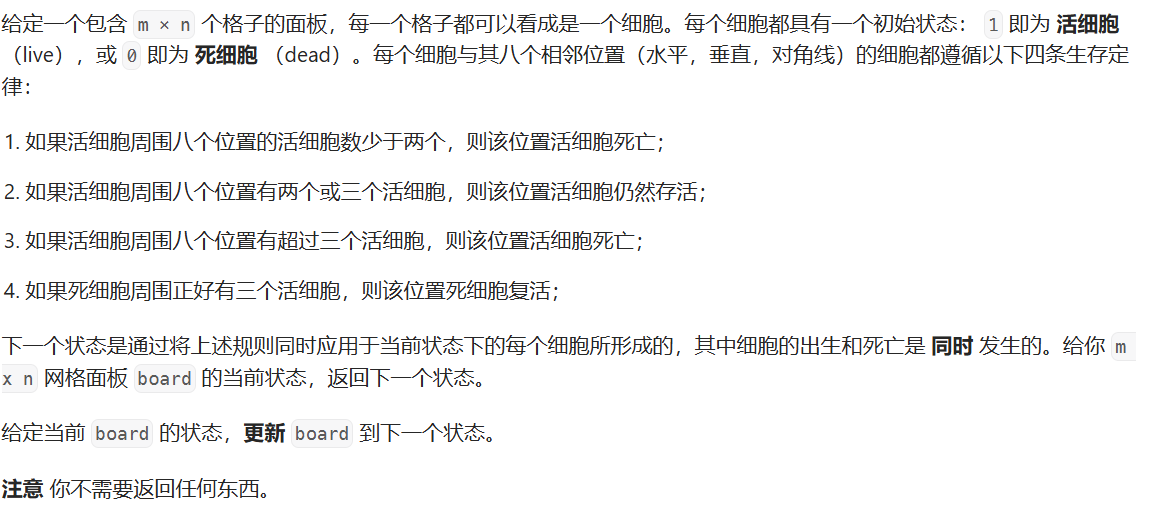 给定一个包含 m × n 个格子的面板，每一个格子都可以看成是一个细胞。每个细胞都具有一个初始状态： 1 即为 活细胞
（live），或 0 即为 死细胞 （dead）。每个细胞与其八个相邻位置（水平，垂直，对角线）的细胞都遵循以下四条生存定
律：
1. 如果活细胞周围八个位置的活细胞数少于两个，则该位置活细胞死亡；
2. 如果活细胞周围八个位置有两个或三个活细胞，则该位置活细胞仍然存活；
3. 如果活细胞周围八个位置有超过三个活细胞，则该位置活细胞死亡；
4. 如果死细胞周围正好有三个活细胞，则该位置死细胞复活；
下一个状态是通过将上述规则同时应用于当前状态下的每个细胞所形成的，其中细胞的出生和死亡是 同时 发生的。给你 m
x n 网格面板 board 的当前状态，返回下一个状态。
给定当前 board 的状态，更新 board 到下一个状态。
注意 你不需要返回任何东西。